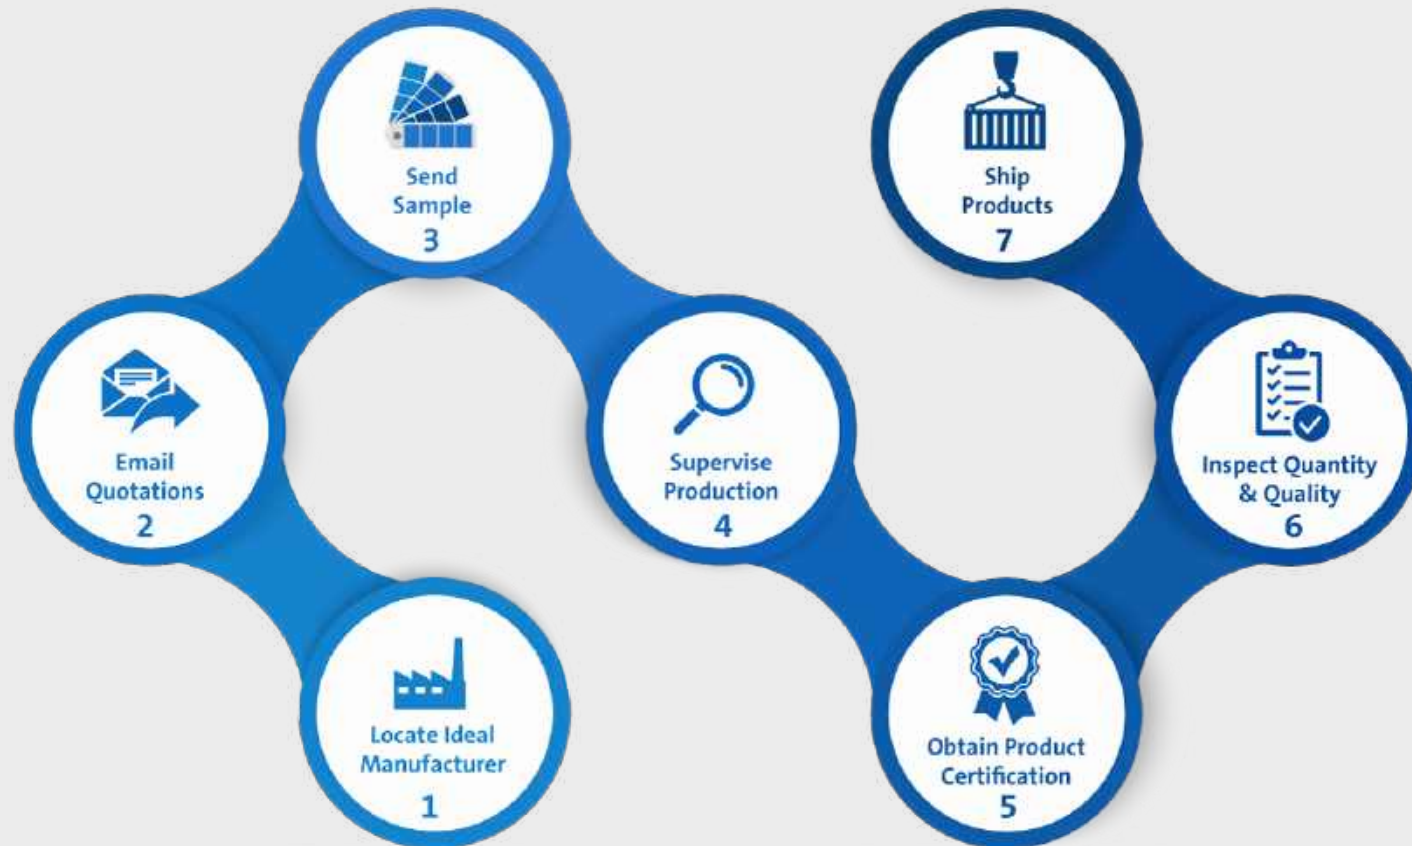 Locate Ideal
Manufacturer
1
Email
Quotations
2
Send
Sample
3
Supervise
Production
4
Obtain Product
Certification
5
Inspect Quantity
& Quality
6
Ship
Products
7